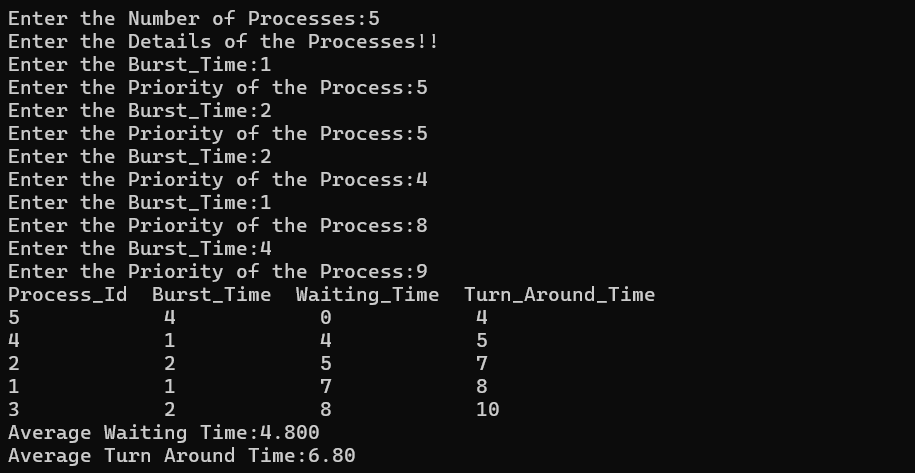 Enter the Number of Processes:5
Enter the Details of the Processes!!
Enter the Burst_Time:1
Enter the Priority of the Process:5
Enter the Burst_Time:2
Enter the Priority of the Process:5
Enter the Burst_Time:2
Enter the Priority of the Process:4
Enter the Burst_Time:1
Enter the Priority of the Process:8
Enter the Burst_Time:4
Enter the Priority of the Process:9
Process_Id  Burst_Time  Waiting_Time  Turn_Around_Time
5            4            0            4
4            1            4            5
2            2            5            7
1            1            7            8
3            2            8            10
Average Waiting Time:4.800
Average Turn Around Time:6.80